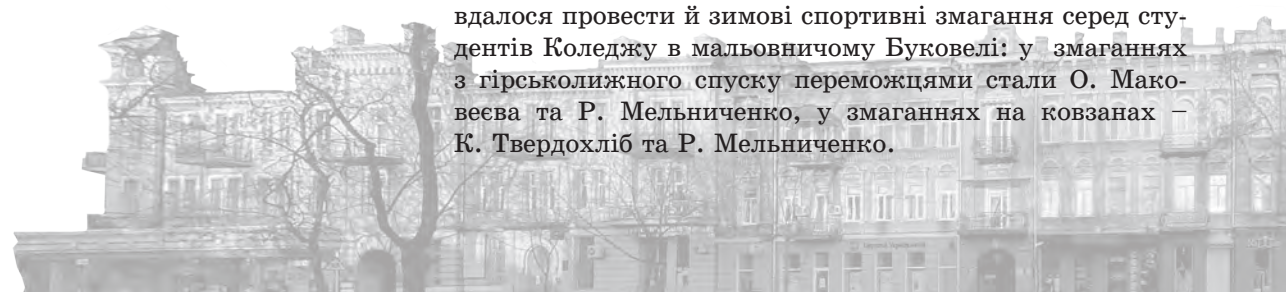 вдалося провести й зимові спортивні змагання серед сту-
дентів Коледжу в мальовничому Буковелі: у змаганнях
з гірськолижного спуску переможцями стали О. Мако-
веєва та Р. Мельниченко, у змаганнях на ковзанах –
К. Твердохліб та Р. Мельниченко.